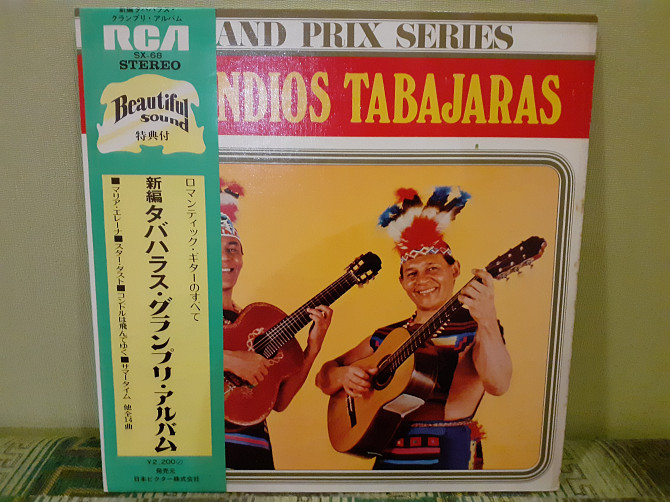 新編タバハラス・
グランプリ・アルバム
RCA
SX-68
STEREO
Beautiful
sound
特典付
ロマンティック・ギターのすべて
新編 タバハラス・グランプリ・アルバム
■マリア・エレーナ■スター・ダスト■コンドルは飛んでゆく■サマータイム 他全14曲
¥2,200
発売元
日本ビクター株式会社
AND PRIX SERIES
NDIOS TABAJARAS